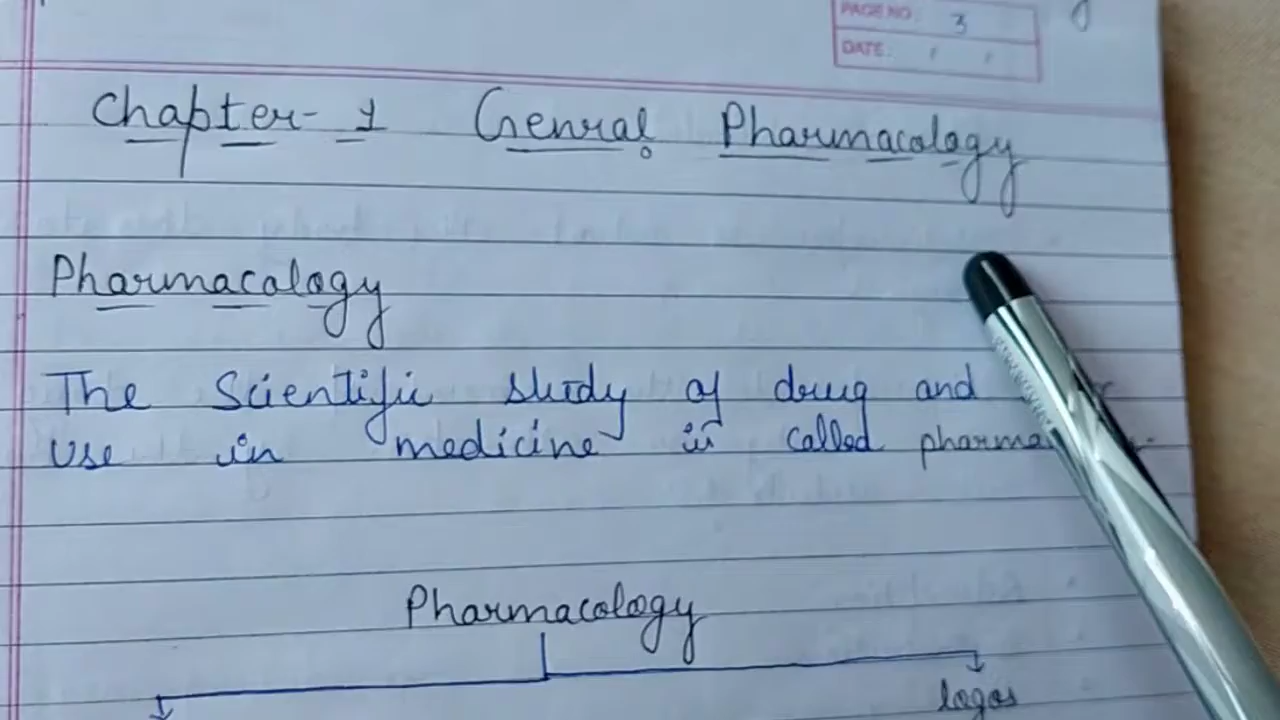 PAGE NO. 3
DATE: / /
Chapter-1 Genral Pharmacology
Pharmacology
The Scientific study of drug and
use in medicine is called pharma
Pharmacology
logos